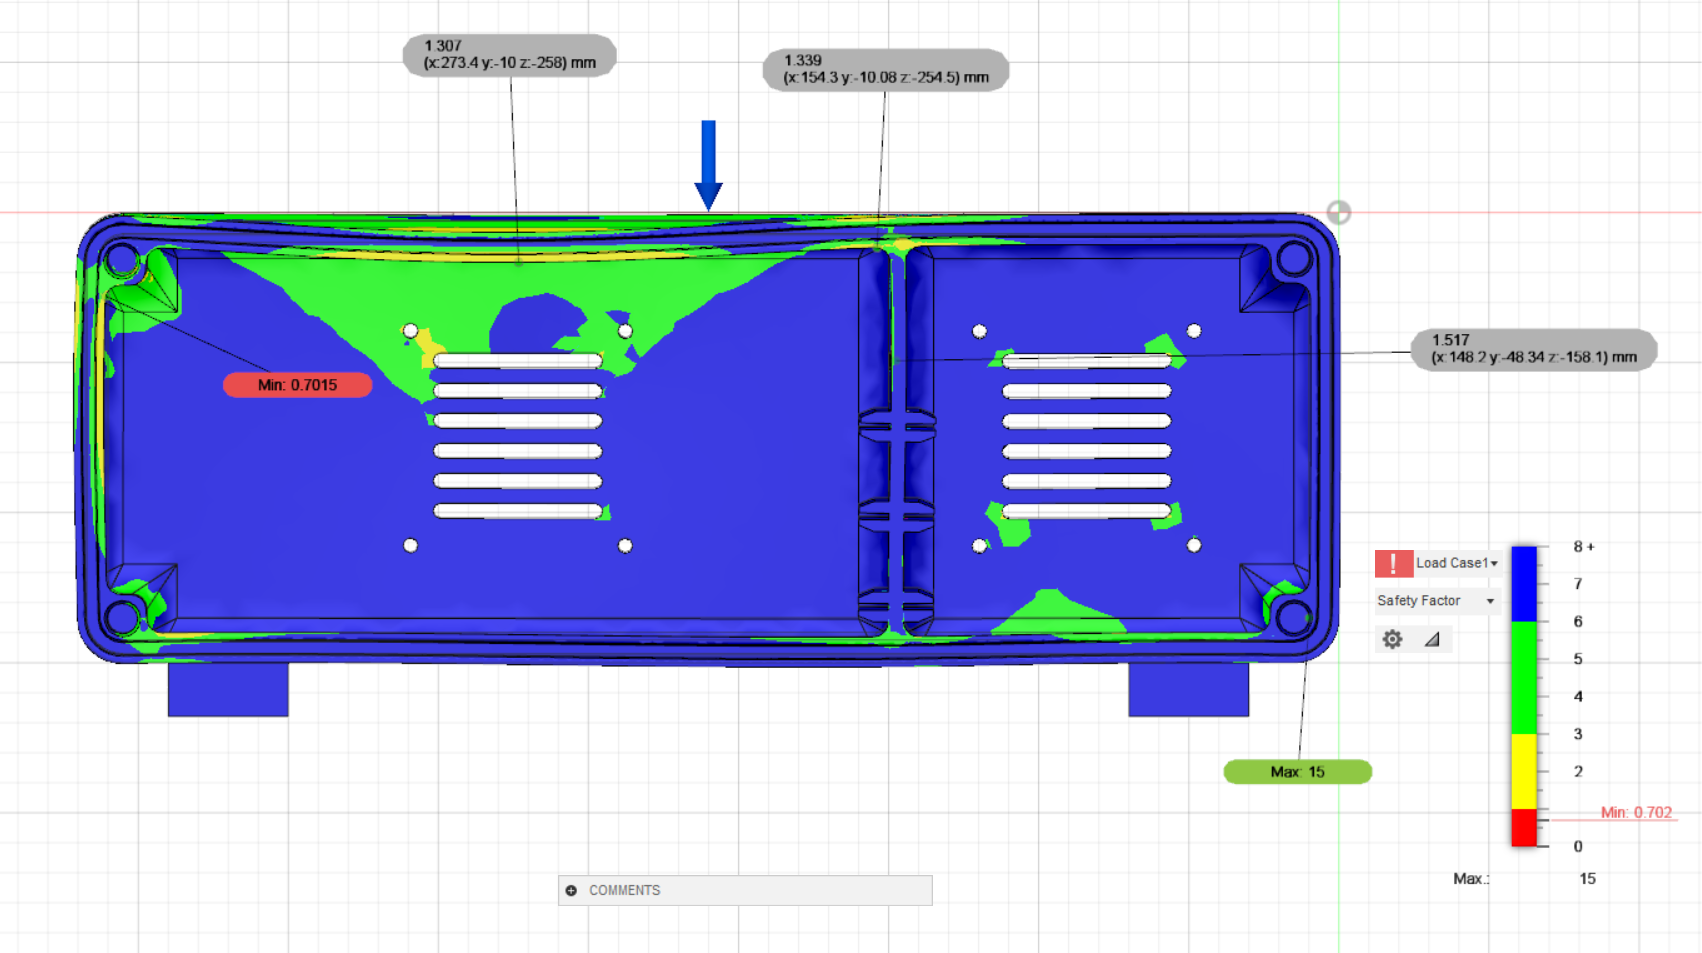 1.307
(x:273.4 y:-10 z:-258) mm
1.339
(x:154.3 y:-10.08 z:-254.5) mm
1.517
(x:148.2 y:-48.34 z:-158.1) mm
Min: 0.7015
Max: 15
! Load Case1
Safety Factor
8 +
7
6
5
4
3
2
Min: 0.702
0
Max.: 15
COMMENTS